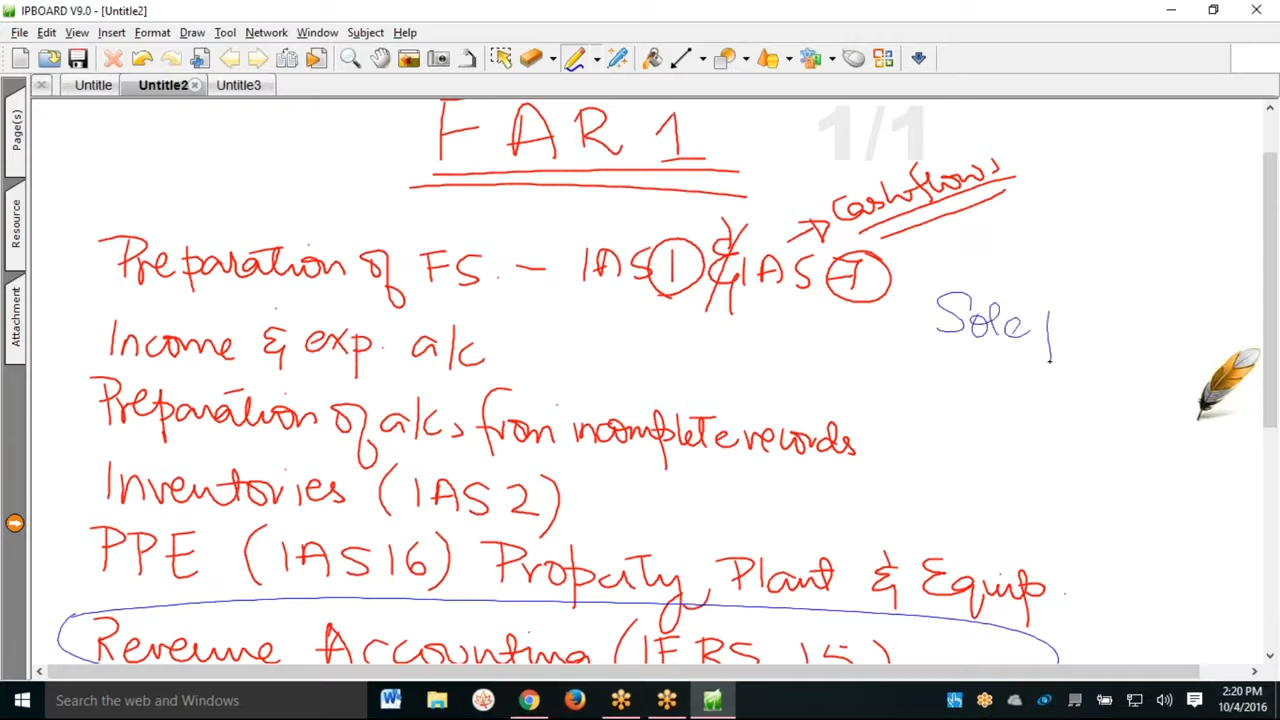 IPBOARD V9.0 - [Untitle2]
File Edit View Insert Format Draw Tool Network Window Subject Help
Untitle Untitle2 Untitle3
Page(s)
Resource
Attachment
1/1
FAR 1
Cashflows
Preparation of FS. - IAS 1 & IAS 7
Sole
Income & exp. a/c
Preparation of a/cs from incomplete records
Inventories (IAS 2)
PPE (IAS 16) Property, Plant & Equip.
Revenue Accounting (IFRS 15)
Search the web and Windows
2:20 PM
10/4/2016